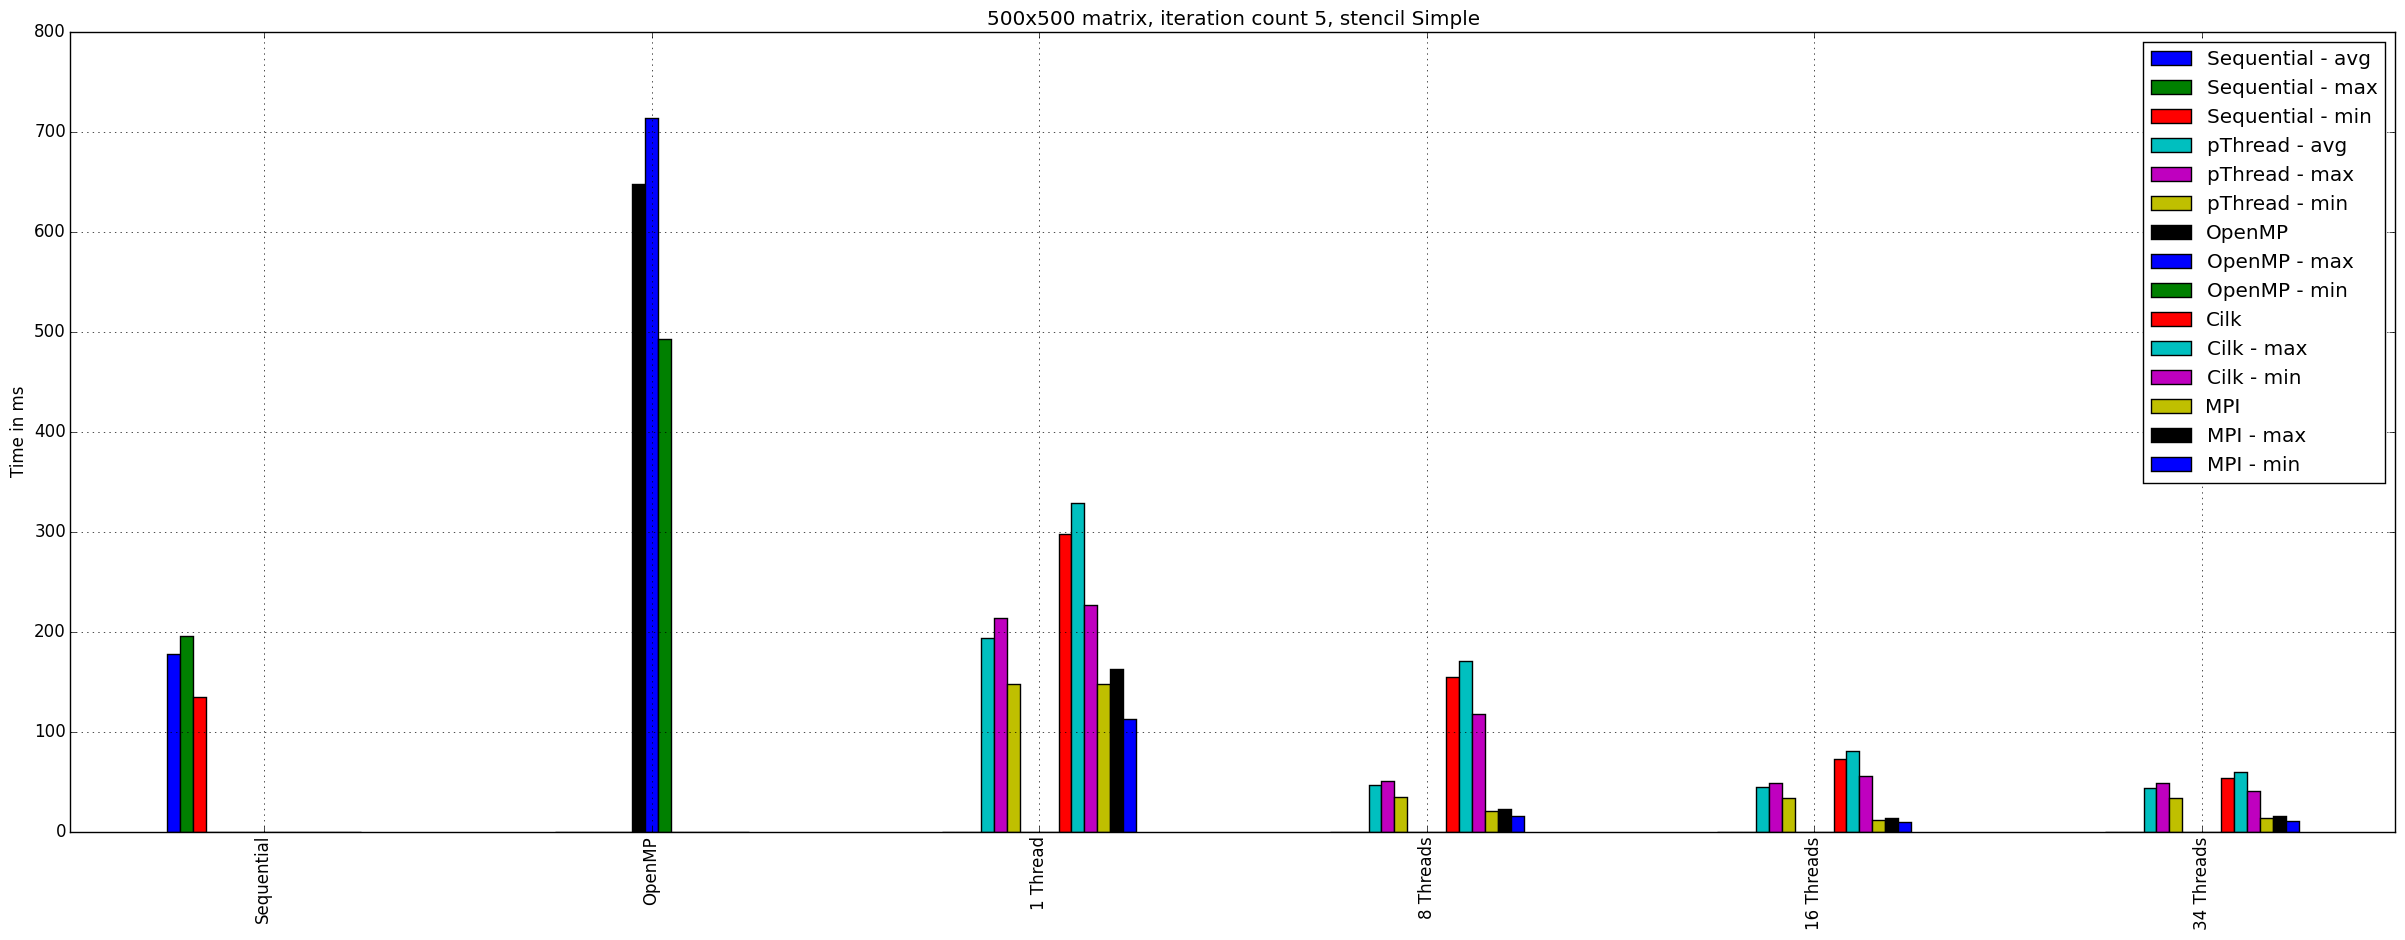 500x500 matrix, iteration count 5, stencil Simple
800
700
600
500
400
300
200
100
0
Time in ms
Sequential - avg
Sequential - max
Sequential - min
pThread - avg
pThread - max
pThread - min
OpenMP
OpenMP - max
OpenMP - min
Cilk
Cilk - max
Cilk - min
MPI
MPI - max
MPI - min
Sequential
OpenMP
1 Thread
8 Threads
16 Threads
34 Threads